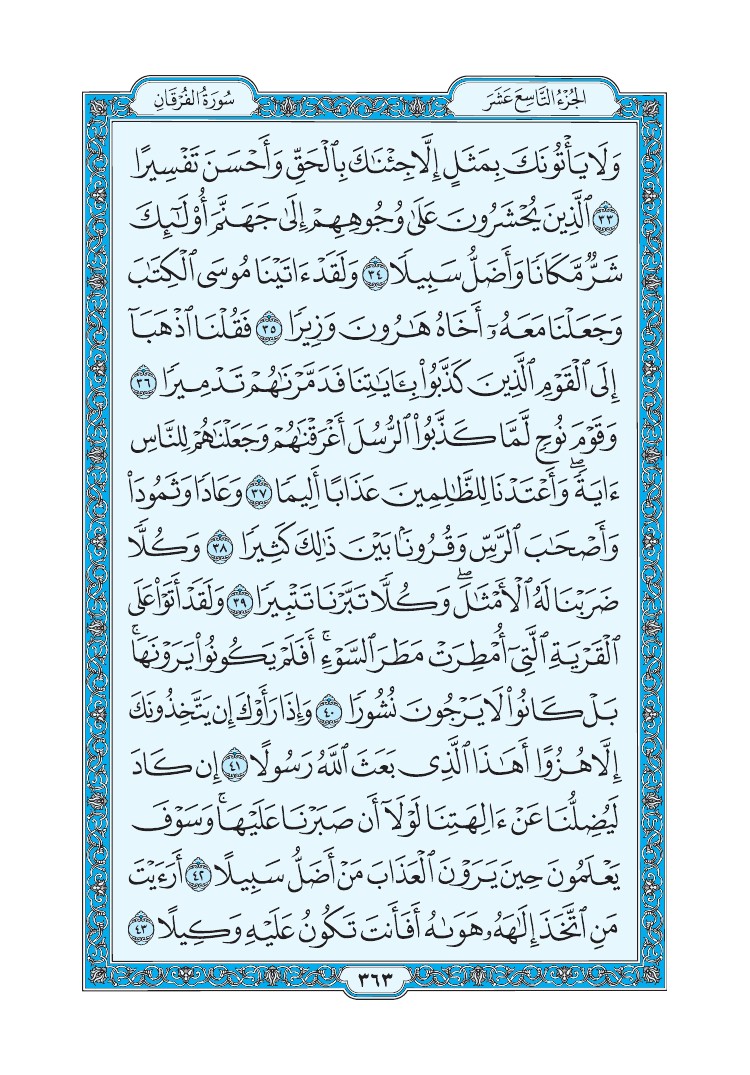 الجُزْءُ التَّاسِعَ عَشَرَ
سُورَةُ الفُرْقَانِ
وَلَا يَأْتُونَكَ بِمَثَلٍ إِلَّا جِئْنَٰكَ بِٱلْحَقِّ وَأَحْسَنَ تَفْسِيرًا
٣٣ ٱلَّذِينَ يُحْشَرُونَ عَلَىٰ وُجُوهِهِمْ إِلَىٰ جَهَنَّمَ أُو۟لَٰٓئِكَ
شَرٌّ مَّكَانًا وَأَضَلُّ سَبِيلًا ٣٤ وَلَقَدْ ءَاتَيْنَا مُوسَى ٱلْكِتَٰبَ
وَجَعَلْنَا مَعَهُۥٓ أَخَاهُ هَٰرُونَ وَزِيرًا ٣٥ فَقُلْنَا ٱذْهَبَآ
إِلَى ٱلْقَوْمِ ٱلَّذِينَ كَذَّبُوا۟ بِـَٔايَٰتِنَا فَدَمَّرْنَٰهُمْ تَدْمِيرًا ٣٦
وَقَوْمَ نُوحٍ لَّمَّا كَذَّبُوا۟ ٱلرُّسُلَ أَغْرَقْنَٰهُمْ وَجَعَلْنَٰهُمْ لِلنَّاسِ
ءَايَةً ۖ وَأَعْتَدْنَا لِلظَّٰلِمِينَ عَذَابًا أَلِيمًا ٣٧ وَعَادًا وَثَمُودَا۟
وَأَصْحَٰبَ ٱلرَّسِّ وَقُرُونًۢا بَيْنَ ذَٰلِكَ كَثِيرًا ٣٨ وَكُلًّا
ضَرَبْنَا لَهُ ٱلْأَمْثَٰلَ ۖ وَكُلًّا تَبَّرْنَا تَتْبِيرًا ٣٩ وَلَقَدْ أَتَوْا۟ عَلَى
ٱلْقَرْيَةِ ٱلَّتِىٓ أُمْطِرَتْ مَطَرَ ٱلسَّوْءِ ۚ أَفَلَمْ يَكُونُوا۟ يَرَوْنَهَا ۚ
بَلْ كَانُوا۟ لَا يَرْجُونَ نُشُورًا ٤٠ وَإِذَا رَأَوْكَ إِن يَتَّخِذُونَكَ
إِلَّا هُزُوًا أَهَٰذَا ٱلَّذِى بَعَثَ ٱللَّهُ رَسُولًا ٤١ إِن كَادَ
لَيُضِلُّنَا عَنْ ءَالِهَتِنَا لَوْلَآ أَن صَبَرْنَا عَلَيْهَا ۚ وَسَوْفَ
يَعْلَمُونَ حِينَ يَرَوْنَ ٱلْعَذَابَ مَنْ أَضَلُّ سَبِيلًا ٤٢ أَرَءَيْتَ
مَنِ ٱتَّخَذَ إِلَٰهَهُۥ هَوَىٰهُ أَفَأَنتَ تَكُونُ عَلَيْهِ وَكِيلًا ٤٣
٣٦٣